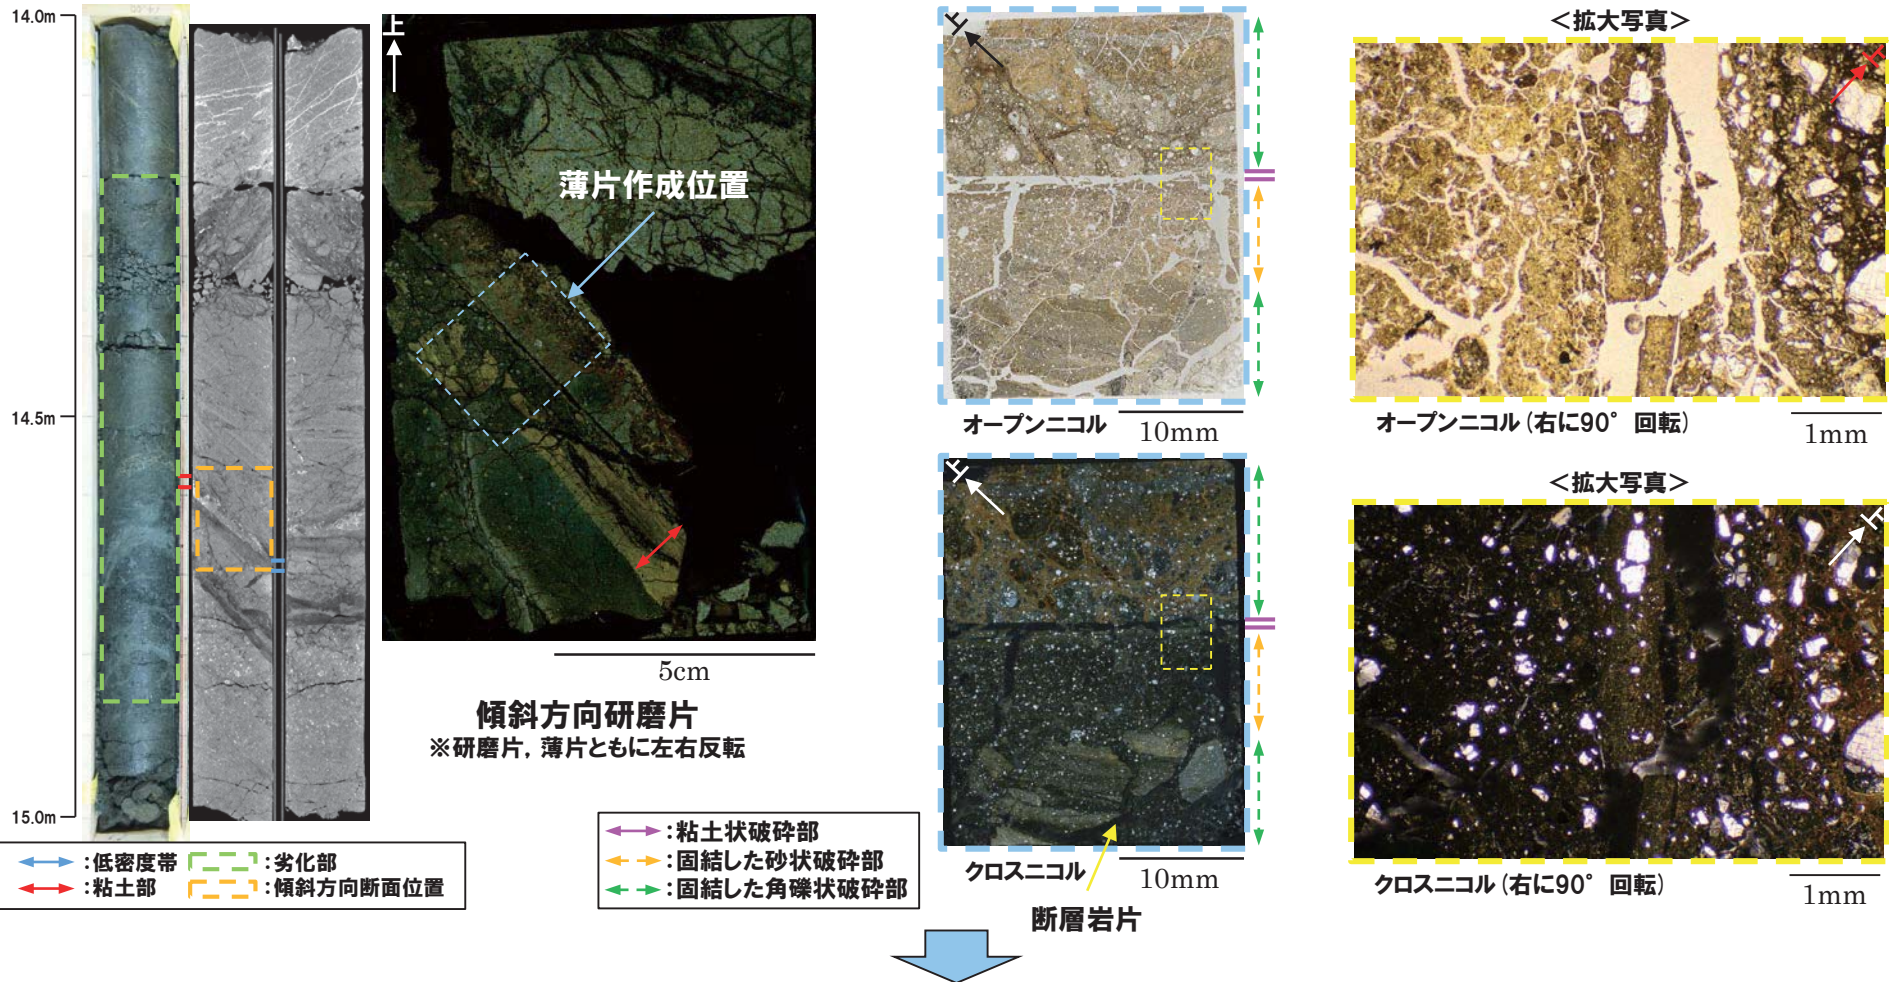 14.0m
14.5m
15.0m
上
薄片作成位置
5cm
傾斜方向研磨片
※研磨片，薄片ともに左右反転
:低密度帯
:劣化部
:粘土部
:傾斜方向断面位置
:粘土状破砕部
:固結した砂状破砕部
:固結した角礫状破砕部
上
オープンニコル
10mm
上
クロスニコル
10mm
断層岩片
＜拡大写真＞
上
オープンニコル（右に90°回転）
1mm
＜拡大写真＞
上
クロスニコル（右に90°回転）
1mm